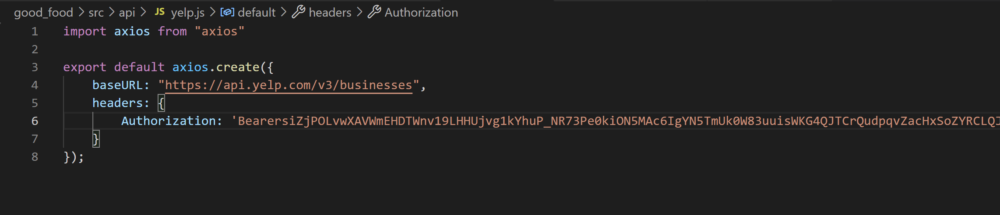 good_food > src > api > JS yelp.js > default > headers > Authorization
1 import axios from "axios"
2
3 export default axios.create({
4 baseURL: "https://api.yelp.com/v3/businesses",
5 headers: {
6 Authorization: 'BearersiZjPOLvwXAVWmEHDTWnv19LHHUjvg1kYhuP_NR73Pe0kiON5MAc6IgYN5TmUk0W83uuisWKG4QJTCrQudpqvZacHxSoZYRCLQJ
7 }
8 });